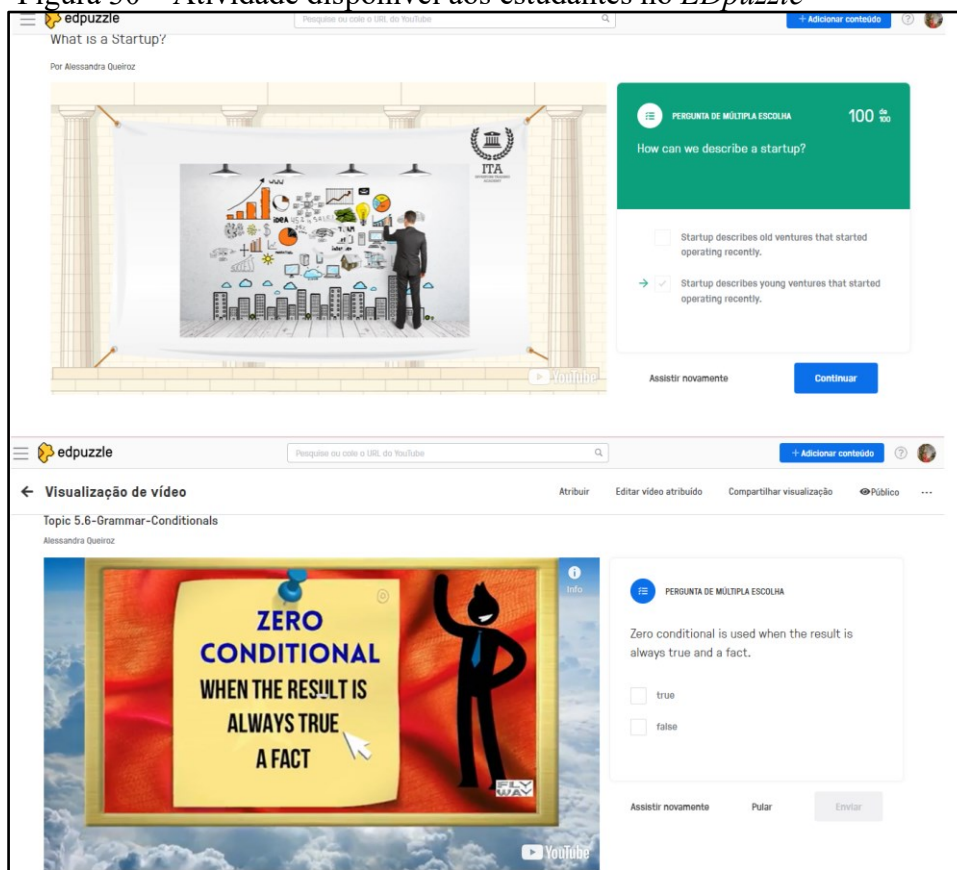 Figura 30 – Atividade disponível aos estudantes no EDpuzzle
edpuzzle
Pesquise ou cole o URL do YouTube
+ Adicionar conteúdo
?
What is a Startup?
Por Alessandra Queiroz
ITA
IDEA
YouTube
PERGUNTA DE MÚLTIPLA ESCOLHA
100 de 100
How can we describe a startup?
Startup describes old ventures that started
operating recently.
Startup describes young ventures that started
operating recently.
Assistir novamente
Continuar
edpuzzle
Pesquise ou cole o URL do YouTube
+ Adicionar conteúdo
?
Visualização de vídeo
Atribuir
Editar vídeo atribuído
Compartilhar visualização
Público
...
Topic 5.6-Grammar-Conditionals
Alessandra Queiroz
Info
ZERO
CONDITIONAL
WHEN THE RESULT IS
ALWAYS TRUE
A FACT
FLY
WAY
YouTube
PERGUNTA DE MÚLTIPLA ESCOLHA
Zero conditional is used when the result is
always true and a fact.
true
false
Assistir novamente
Pular
Enviar